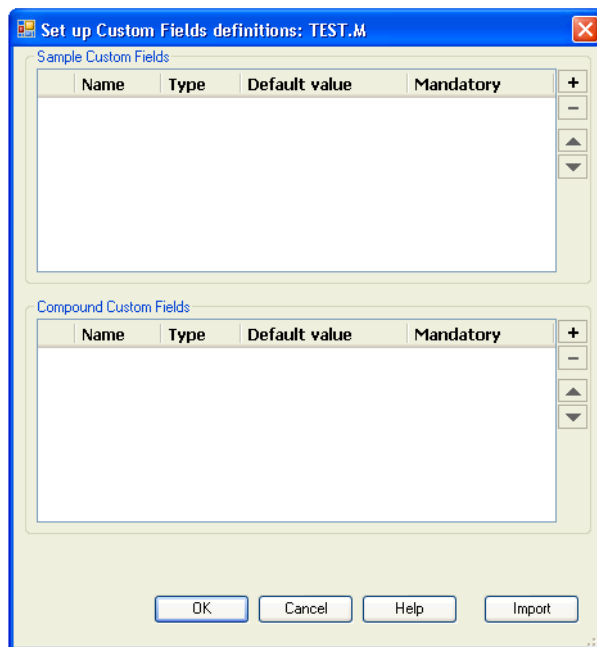 Set up Custom Fields definitions: TEST.M
Sample Custom Fields
Name Type Default value Mandatory
+
−
Compound Custom Fields
Name Type Default value Mandatory
+
−
OK Cancel Help Import